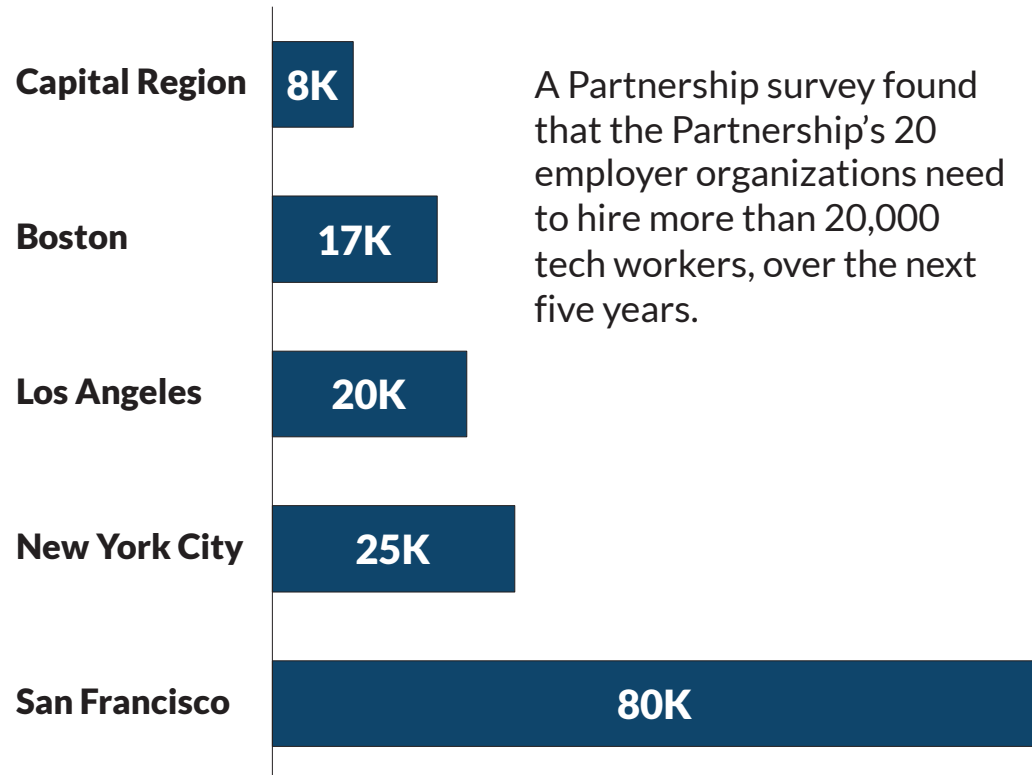 Capital Region
8K
A Partnership survey found
that the Partnership’s 20
employer organizations need
to hire more than 20,000
tech workers, over the next
five years.
Boston
17K
Los Angeles
20K
New York City
25K
San Francisco
80K